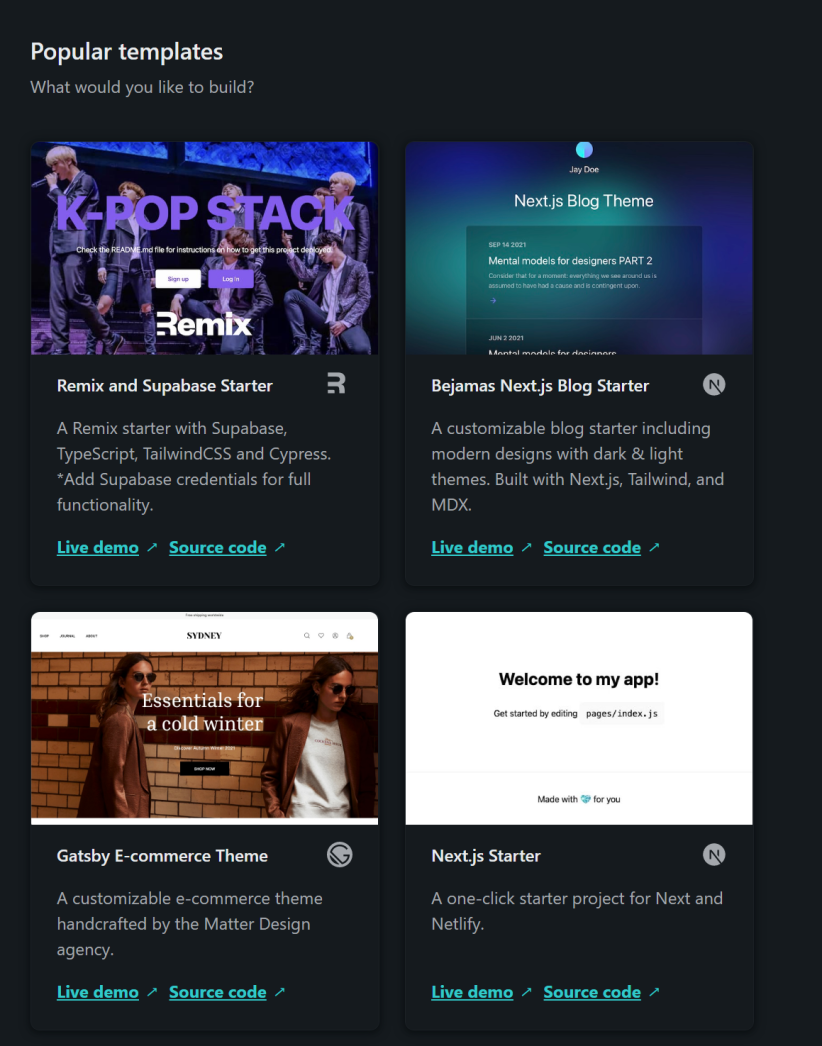 Popular templates
What would you like to build?
K-POP STACK
Check the README.md file for instructions on how to get this project deployed.
Sign up
Log in
Remix
Remix and Supabase Starter
A Remix starter with Supabase,
TypeScript, TailwindCSS and Cypress.
*Add Supabase credentials for full
functionality.
Live demo ↗ Source code ↗
Jay Doe
Next.js Blog Theme
SEP 14 2021
Mental models for designers PART 2
Consider that for a moment: everything we see around us is
assumed to have had a cause and is contingent upon.
→
JUN 2 2021
Mental models for designers
Bejamas Next.js Blog Starter
A customizable blog starter including
modern designs with dark & light
themes. Built with Next.js, Tailwind, and
MDX.
Live demo ↗ Source code ↗
Free shipping worldwide
SHOP JOURNAL ABOUT
SYDNEY
Essentials for
a cold winter
Discover Autumn Winter 2021
SHOP NOW
Gatsby E-commerce Theme
A customizable e-commerce theme
handcrafted by the Matter Design
agency.
Live demo ↗ Source code ↗
Welcome to my app!
Get started by editing pages/index.js
Made with 💝 for you
Next.js Starter
A one-click starter project for Next and
Netlify.
Live demo ↗ Source code ↗